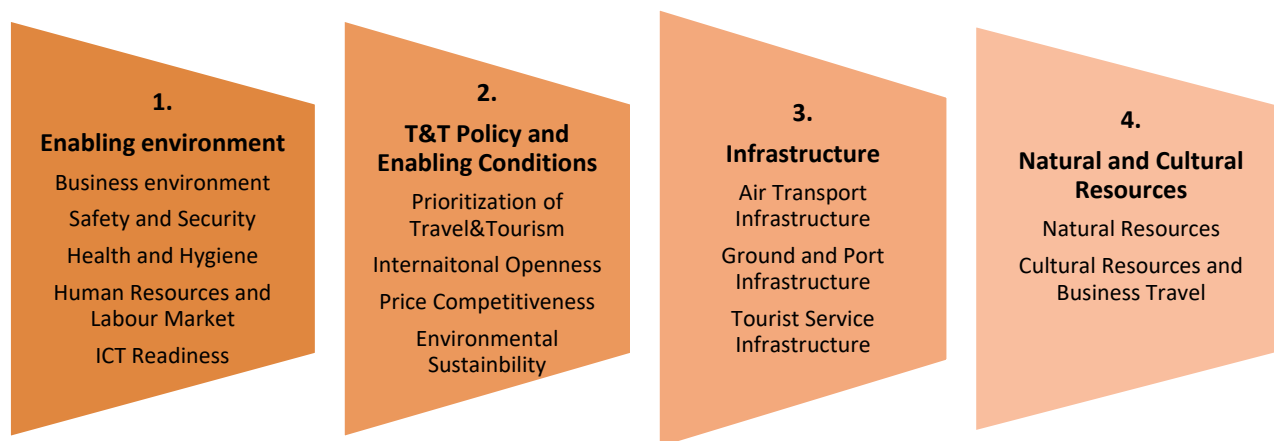 1.
Enabling environment
Business environment
Safety and Security
Health and Hygiene
Human Resources and
Labour Market
ICT Readiness
2.
T&T Policy and
Enabling Conditions
Prioritization of
Travel&Tourism
Internaitonal Openness
Price Competitiveness
Environmental
Sustainbility
3.
Infrastructure
Air Transport
Infrastructure
Ground and Port
Infrastructure
Tourist Service
Infrastructure
4.
Natural and Cultural
Resources
Natural Resources
Cultural Resources and
Business Travel